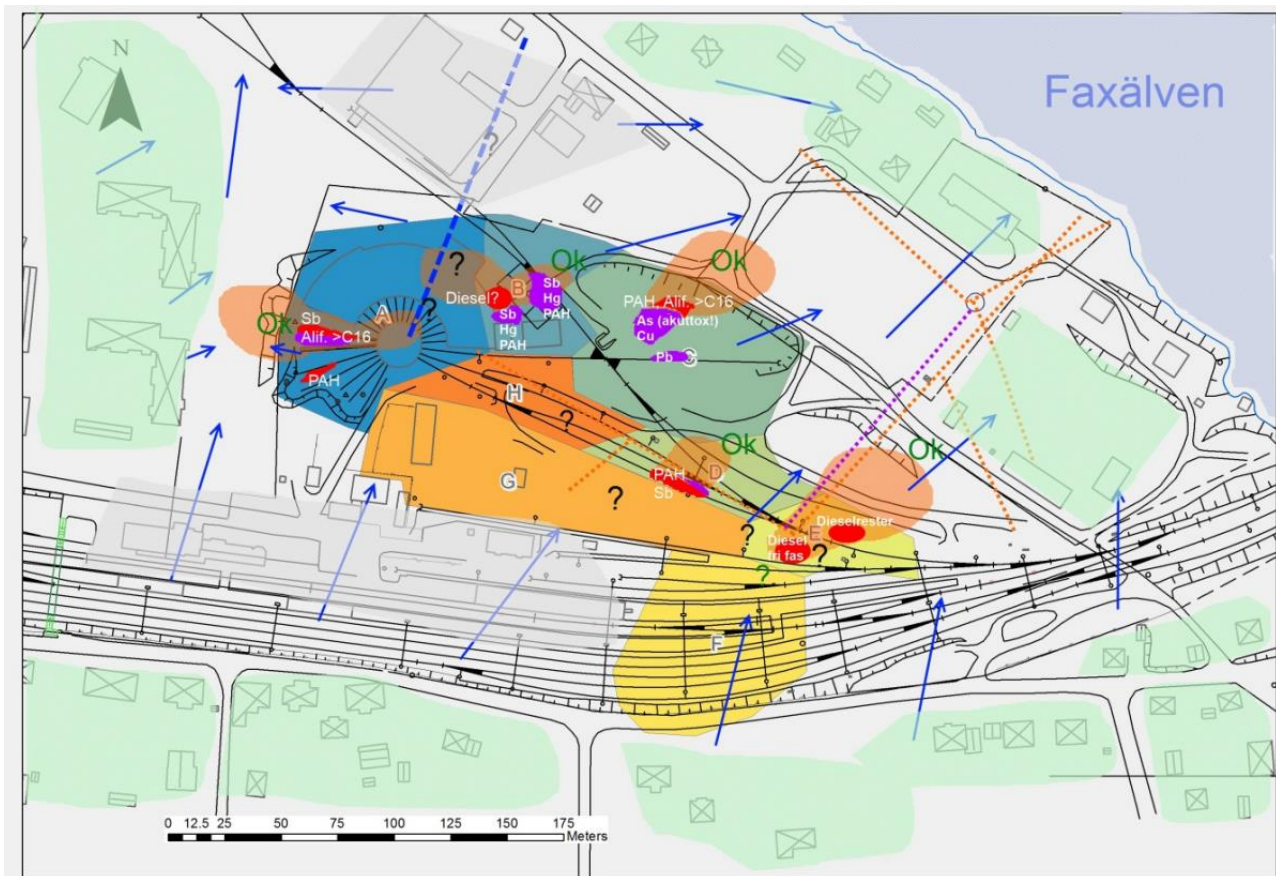 N
Faxälven
?
Ok
?
?
Ok
Ok
A
B
Diesel?
Sb
Hg
PAH
Sb
Hg
PAH
Sb
Alif. >C16
PAH
PAH, Alif. >C16
As (akuttox!)
Cu
Pb
H
?
G
?
Ok
D
PAH
Sb
Ok
?
E
Dieselrester
Diesel
fri fas
?
?
F
0 12.5 25 50 75 100 125 150 175
Meters